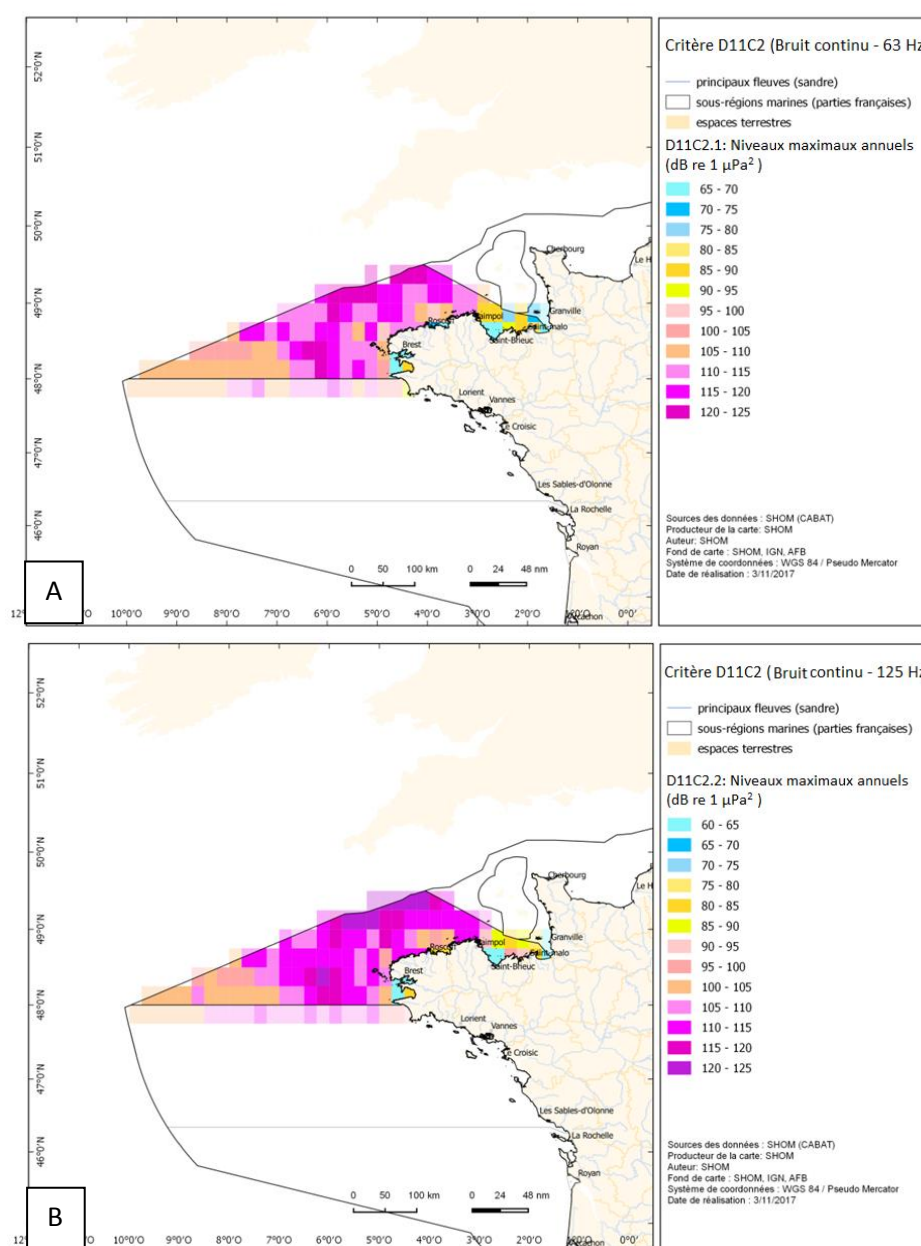 Critère D11C2 (Bruit continu - 63 Hz
principaux fleuves (sandre)
sous-régions marines (parties françaises)
espaces terrestres
D11C2.1: Niveaux maximaux annuels
(dB re 1 µPa² )
65 - 70
70 - 75
75 - 80
80 - 85
85 - 90
90 - 95
95 - 100
100 - 105
105 - 110
110 - 115
115 - 120
120 - 125
Sources des données : SHOM (CABAT)
Producteur de la carte: SHOM
Auteur: SHOM
Fond de carte : SHOM, IGN, AFB
Système de coordonnées : WGS 84 / Pseudo Mercator
Date de réalisation : 3/11/2017
52°0'N
51°0'N
50°0'N
49°0'N
48°0'N
47°0'N
46°0'N
Cherbourg
Le H
Granville
Saint-Malo
Paimpol
Roscoff
Saint-Brieuc
Brest
Lorient
Vannes
Le Croisic
Les Sables-d'Olonne
La Rochelle
Royan
0 50 100 km
0 24 48 nm
A
10°0'O 9°0'O 8°0'O 7°0'O 6°0'O 5°0'O 4°0'O 3°0'O 2°0'O 1°0'O 0°0'
Critère D11C2 (Bruit continu - 125 Hz
principaux fleuves (sandre)
sous-régions marines (parties françaises)
espaces terrestres
D11C2.2: Niveaux maximaux annuels
(dB re 1 µPa² )
60 - 65
65 - 70
70 - 75
75 - 80
80 - 85
85 - 90
90 - 95
95 - 100
100 - 105
105 - 110
110 - 115
115 - 120
120 - 125
Sources des données : SHOM (CABAT)
Producteur de la carte: SHOM
Auteur: SHOM
Fond de carte : SHOM, IGN, AFB
Système de coordonnées : WGS 84 / Pseudo Mercator
Date de réalisation : 3/11/2017
52°0'N
51°0'N
50°0'N
49°0'N
48°0'N
47°0'N
46°0'N
Cherbourg
Le H
Granville
Saint-Malo
Paimpol
Roscoff
Saint-Brieuc
Brest
Lorient
Vannes
Le Croisic
Les Sables-d'Olonne
La Rochelle
Royan
0 50 100 km
0 24 48 nm
B
10°0'O 9°0'O 8°0'O 7°0'O 6°0'O 5°0'O 4°0'O 3°0'O 2°0'O 1°0'O 0°0'